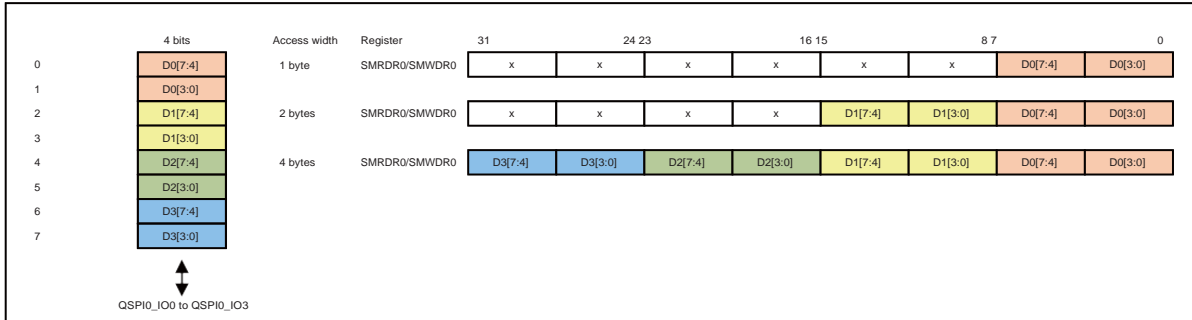 4 bits Access width Register 31 24 23 16 15 8 7 0
0 D0[7:4] 1 byte SMRDR0/SMWDR0 x x x x x x D0[7:4] D0[3:0]
1 D0[3:0]
2 D1[7:4] 2 bytes SMRDR0/SMWDR0 x x x x D1[7:4] D1[3:0] D0[7:4] D0[3:0]
3 D1[3:0]
4 D2[7:4] 4 bytes SMRDR0/SMWDR0 D3[7:4] D3[3:0] D2[7:4] D2[3:0] D1[7:4] D1[3:0] D0[7:4] D0[3:0]
5 D2[3:0]
6 D3[7:4]
7 D3[3:0]
QSPI0_IO0 to QSPI0_IO3